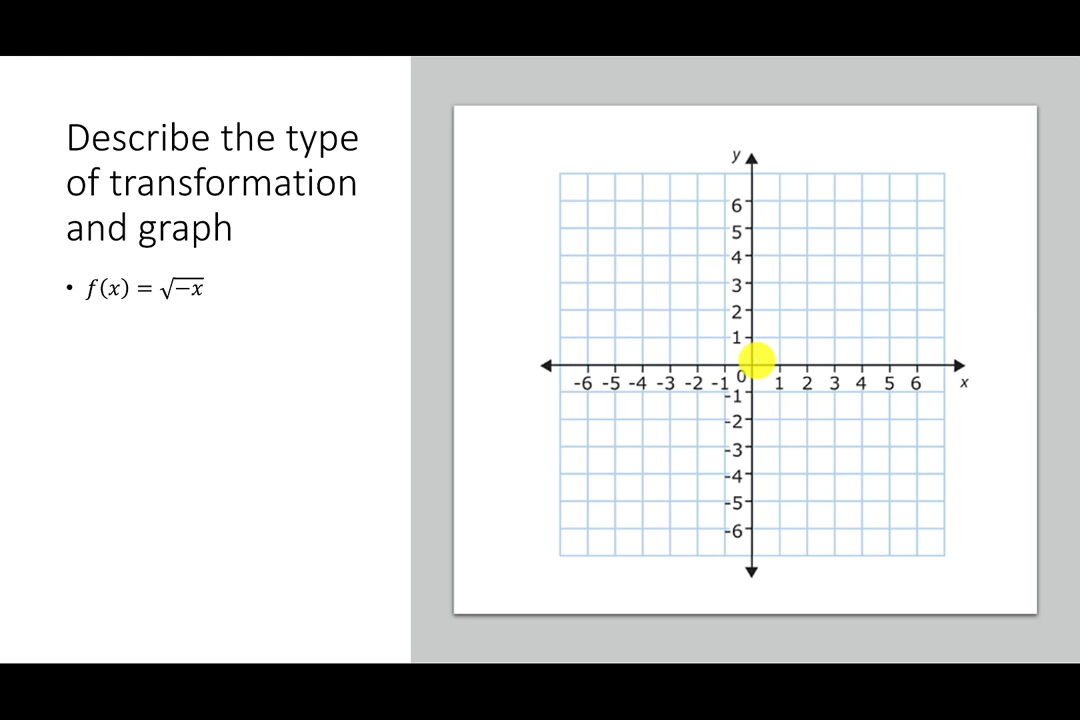 Describe the type
of transformation
and graph
• f(x) = √−x
y
6
5
4
3
2
1
-6 -5 -4 -3 -2 -1 0 1 2 3 4 5 6 x
-1
-2
-3
-4
-5
-6